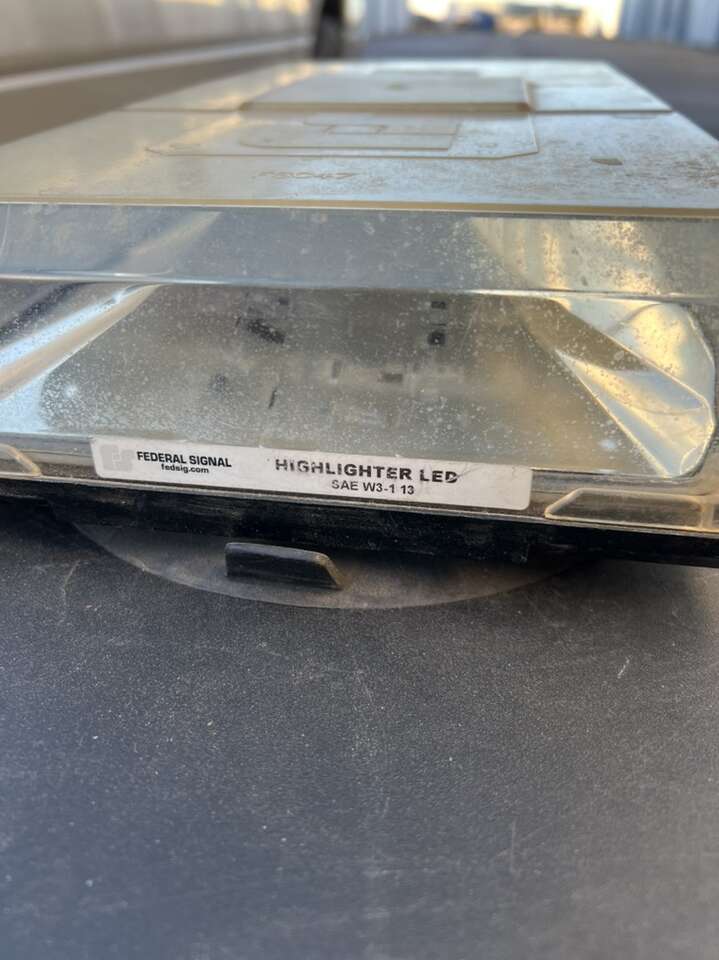 FEDERAL SIGNAL
fedsig.com
HIGHLIGHTER LED
SAE W3-1 13